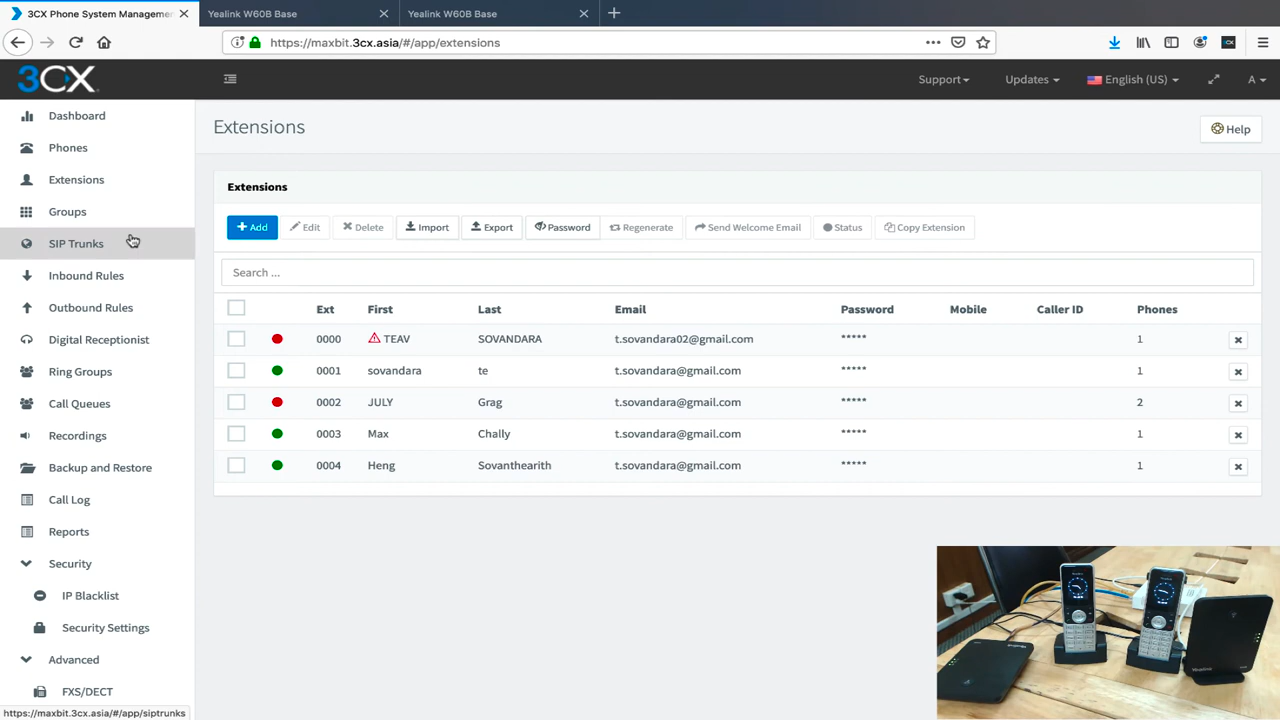 3CX Phone System Manageme
Yealink W60B Base
Yealink W60B Base
https://maxbit.3cx.asia/#/app/extensions
3CX
Support
Updates
English (US)
A
Dashboard
Phones
Extensions
Groups
SIP Trunks
Inbound Rules
Outbound Rules
Digital Receptionist
Ring Groups
Call Queues
Recordings
Backup and Restore
Call Log
Reports
Security
IP Blacklist
Security Settings
Advanced
FXS/DECT
https://maxbit.3cx.asia/#/app/siptrunks
Extensions
Help
Extensions
+ Add
Edit
Delete
Import
Export
Password
Regenerate
Send Welcome Email
Status
Copy Extension
Search ...
Ext First Last Email Password Mobile Caller ID Phones
0000 TEAV SOVANDARA t.sovandara02@gmail.com ***** 1
0001 sovandara te t.sovandara@gmail.com ***** 1
0002 JULY Grag t.sovandara@gmail.com ***** 2
0003 Max Chally t.sovandara@gmail.com ***** 1
0004 Heng Sovanthearith t.sovandara@gmail.com ***** 1